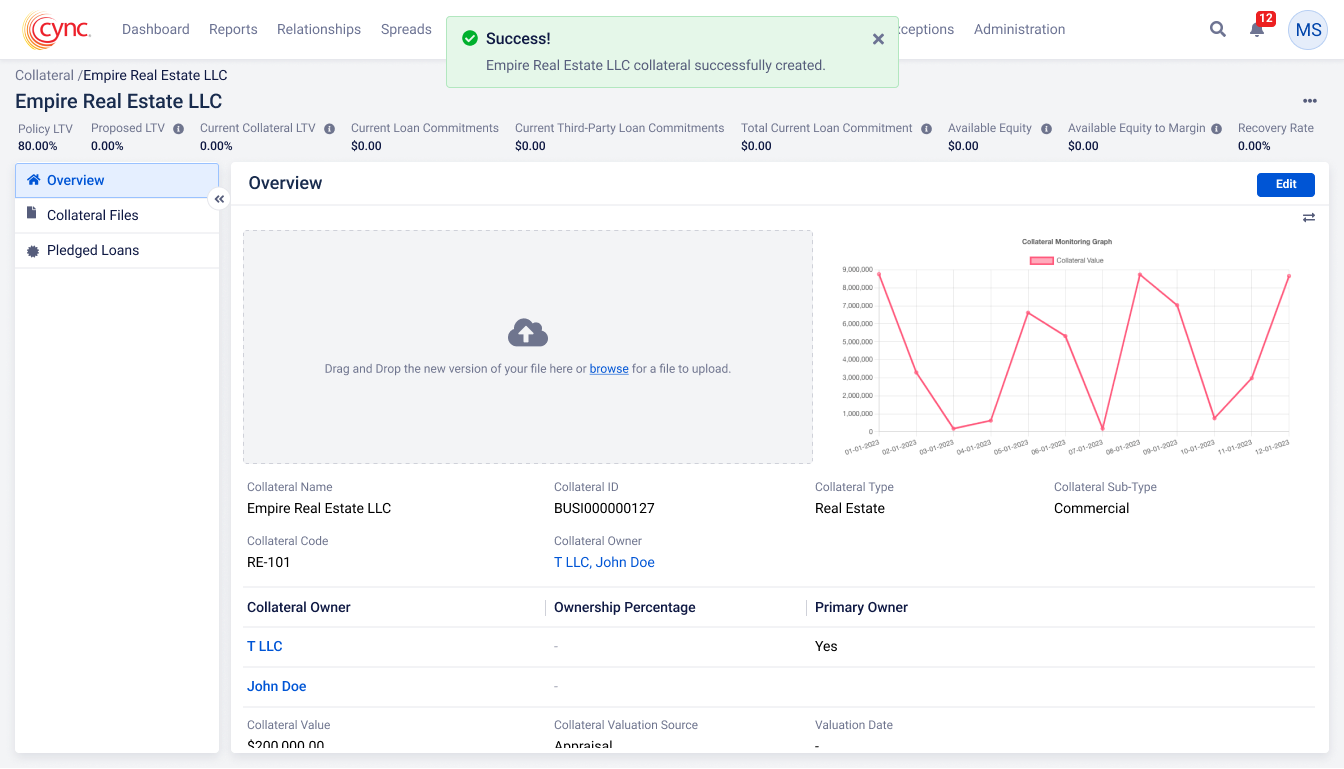 cync
Dashboard Reports Relationships Spreads ceptions Administration 12 MS
Success!
Empire Real Estate LLC collateral successfully created.
Collateral /Empire Real Estate LLC
Empire Real Estate LLC
Policy LTV Proposed LTV Current Collateral LTV Current Loan Commitments Current Third-Party Loan Commitments Total Current Loan Commitment Available Equity Available Equity to Margin Recovery Rate
80.00% 0.00% 0.00% $0.00 $0.00 $0.00 $0.00 $0.00 0.00%
Overview
Collateral Files
Pledged Loans
Overview Edit
Drag and Drop the new version of your file here or browse for a file to upload.
Collateral Monitoring Graph
Collateral Value
9,000,000
8,000,000
7,000,000
6,000,000
5,000,000
4,000,000
3,000,000
2,000,000
1,000,000
0
01-01-2023 02-01-2023 03-01-2023 04-01-2023 05-01-2023 06-01-2023 07-01-2023 08-01-2023 09-01-2023 10-01-2023 11-01-2023 12-01-2023
Collateral Name Collateral ID Collateral Type Collateral Sub-Type
Empire Real Estate LLC BUSI000000127 Real Estate Commercial
Collateral Code Collateral Owner
RE-101 T LLC, John Doe
Collateral Owner Ownership Percentage Primary Owner
T LLC - Yes
John Doe -
Collateral Value Collateral Valuation Source Valuation Date
$200,000.00 Appraisal -